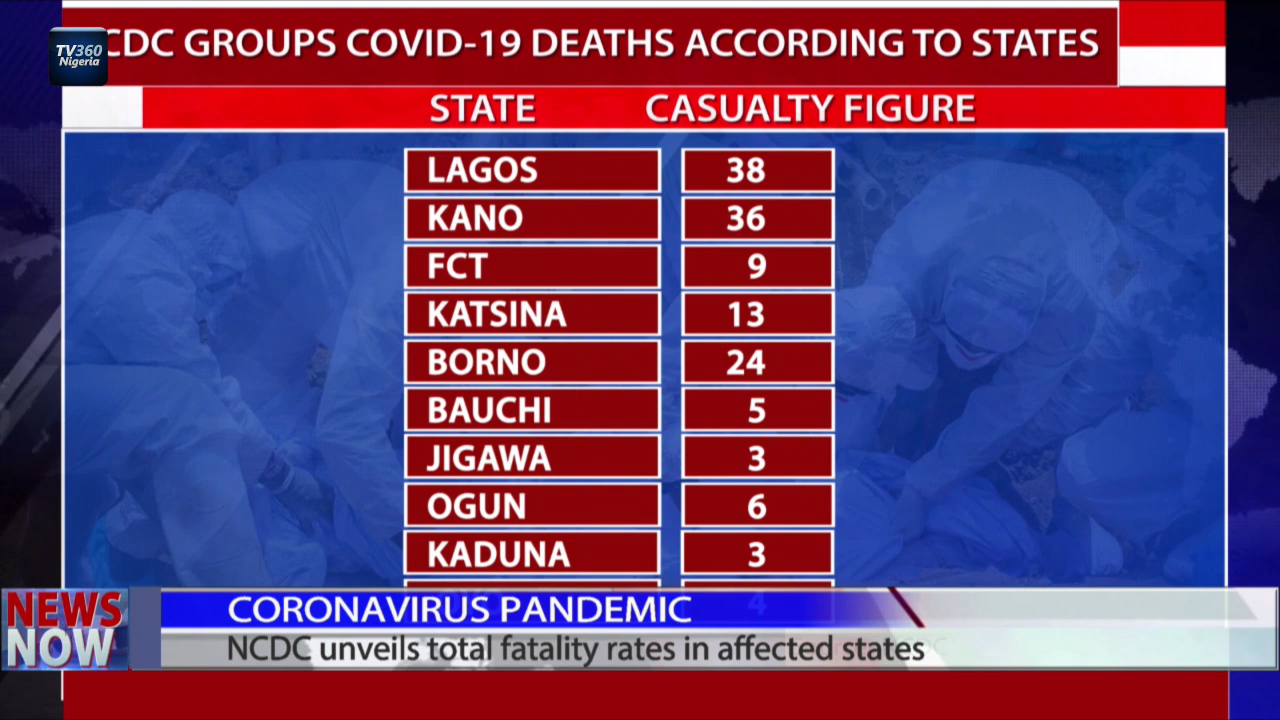 TV360
Nigeria
CDC GROUPS COVID-19 DEATHS ACCORDING TO STATES
STATE CASUALTY FIGURE
LAGOS 38
KANO 36
FCT 9
KATSINA 13
BORNO 24
BAUCHI 5
JIGAWA 3
OGUN 6
KADUNA 3
4
NEWS
NOW
CORONAVIRUS PANDEMIC
NCDC unveils total fatality rates in affected states